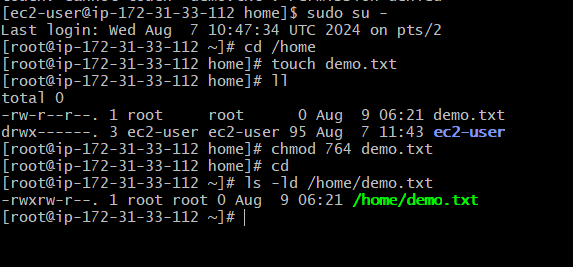 [ec2-user@ip-172-31-33-112 home]$ sudo su -
Last login: Wed Aug  7 10:47:34 UTC 2024 on pts/2
[root@ip-172-31-33-112 ~]# cd /home
[root@ip-172-31-33-112 home]# touch demo.txt
[root@ip-172-31-33-112 home]# ll
total 0
-rw-r--r--. 1 root     root      0 Aug  9 06:21 demo.txt
drwx------. 3 ec2-user ec2-user 95 Aug  7 11:43 ec2-user
[root@ip-172-31-33-112 home]# chmod 764 demo.txt
[root@ip-172-31-33-112 home]# cd
[root@ip-172-31-33-112 ~]# ls -ld /home/demo.txt
-rwxrw-r--. 1 root root 0 Aug  9 06:21 /home/demo.txt
[root@ip-172-31-33-112 ~]#